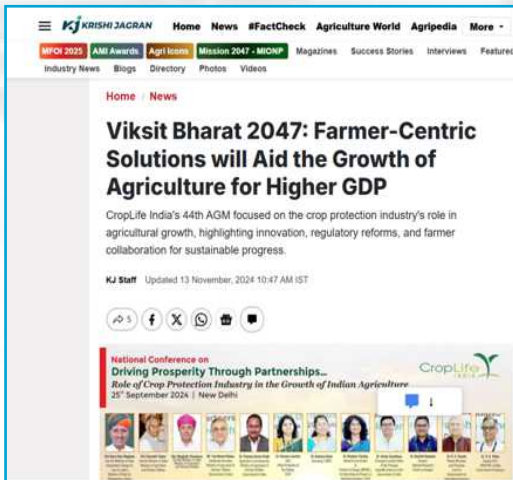 KRISHI JAGRAN Home News #FactCheck Agriculture World Agripedia More
MFOI 2025 AMI Awards Agri Icons Mission 2047 - MIONP Magazines Success Stories Interviews Featured
Industry News Blogs Directory Photos Videos
Home / News
Viksit Bharat 2047: Farmer-Centric
Solutions will Aid the Growth of
Agriculture for Higher GDP
CropLife India's 44th AGM focused on the crop protection industry's role in
agricultural growth, highlighting innovation, regulatory reforms, and farmer
collaboration for sustainable progress.
KJ Staff Updated 13 November, 2024 10:47 AM IST
5
National Conference on
Driving Prosperity Through Partnerships...
Role of Crop Protection Industry in the Growth of Indian Agriculture
25th September 2024 | New Delhi
CropLife
INDIA